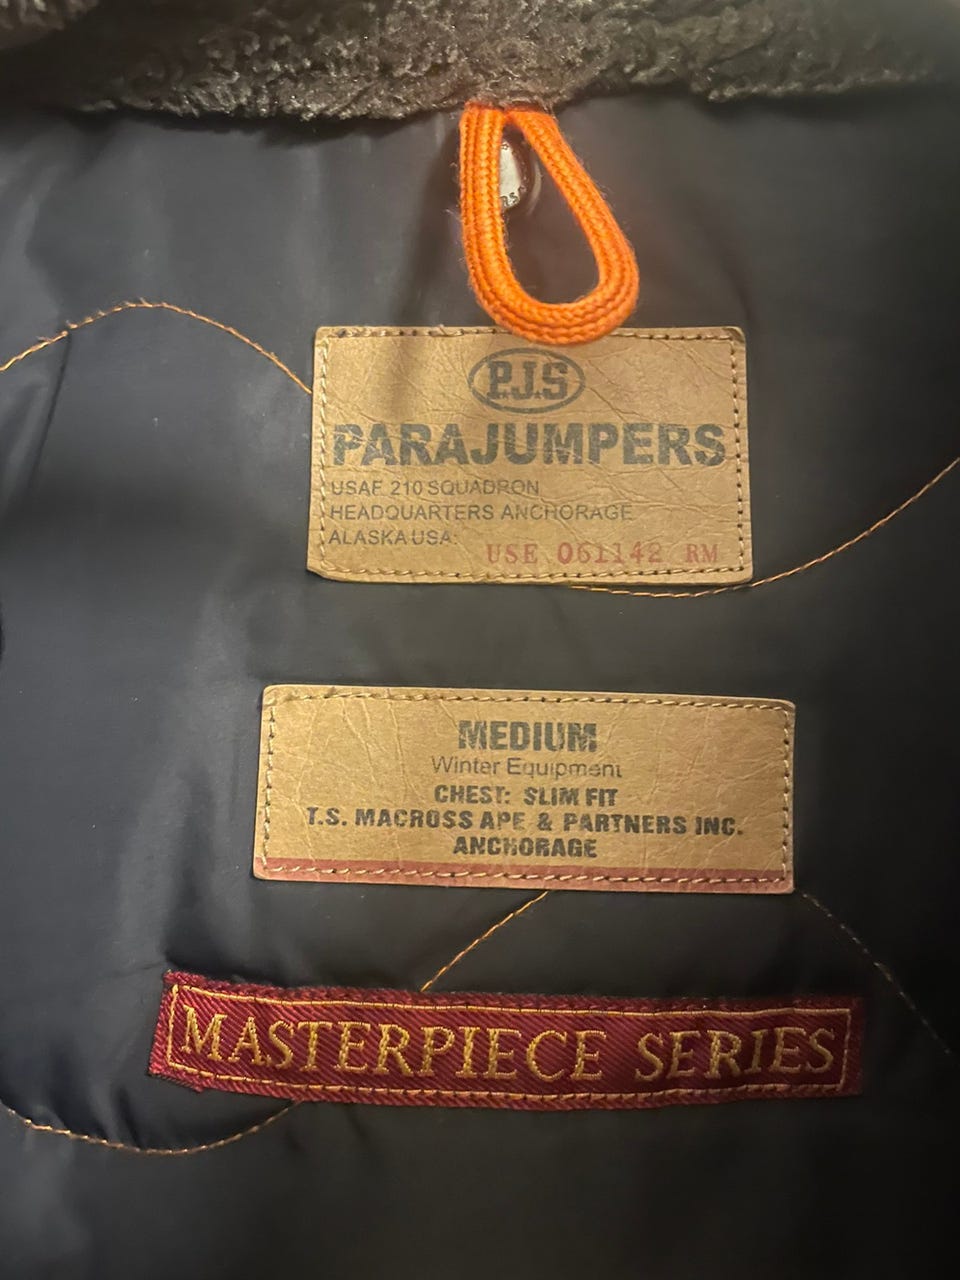 P.J.S
PARAJUMPERS
USAF 210 SQUADRON
HEADQUARTERS ANCHORAGE
ALASKA USA:
USE 061142 RM
MEDIUM
Winter Equipment
CHEST: SLIM FIT
T.S. MACROSS APE & PARTNERS INC.
ANCHORAGE
MASTERPIECE SERIES